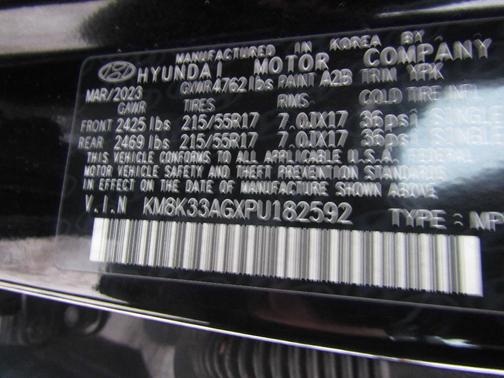 MANUFACTURED IN KOREA BY
HYUNDAI MOTOR COMPANY
MAR/2023 GVWR 4762 lbs PAINT A2B TRIM YPK
GAWR TIRES RIMS COLD TIRE INFL
FRONT 2425 lbs 215/55R17 7.0JX17 36psi SINGLE
REAR 2469 lbs 215/55R17 7.0JX17 36psi SINGLE
THIS VEHICLE CONFORMS TO ALL APPLICABLE U.S.A. FEDERAL
MOTOR VEHICLE SAFETY AND THEFT PREVENTION STANDARDS
IN EFFECT ON THE DATE OF MANUFACTURE SHOWN ABOVE.
V.I.N KM8K33AGXPU182592 TYPE : MP